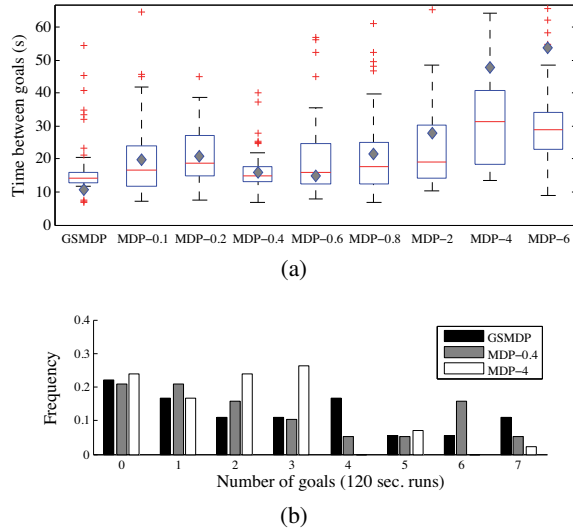 (a)
60
50
40
30
20
10
0
Time between goals (s)
GSMDP MDP−0.1 MDP−0.2 MDP−0.4 MDP−0.6 MDP−0.8 MDP−2 MDP−4 MDP−6
(a)
0.4
0.3
0.2
0.1
0
Frequency
GSMDP
MDP−0.4
MDP−4
0 1 2 3 4 5 6 7
Number of goals (120 sec. runs)
(b)